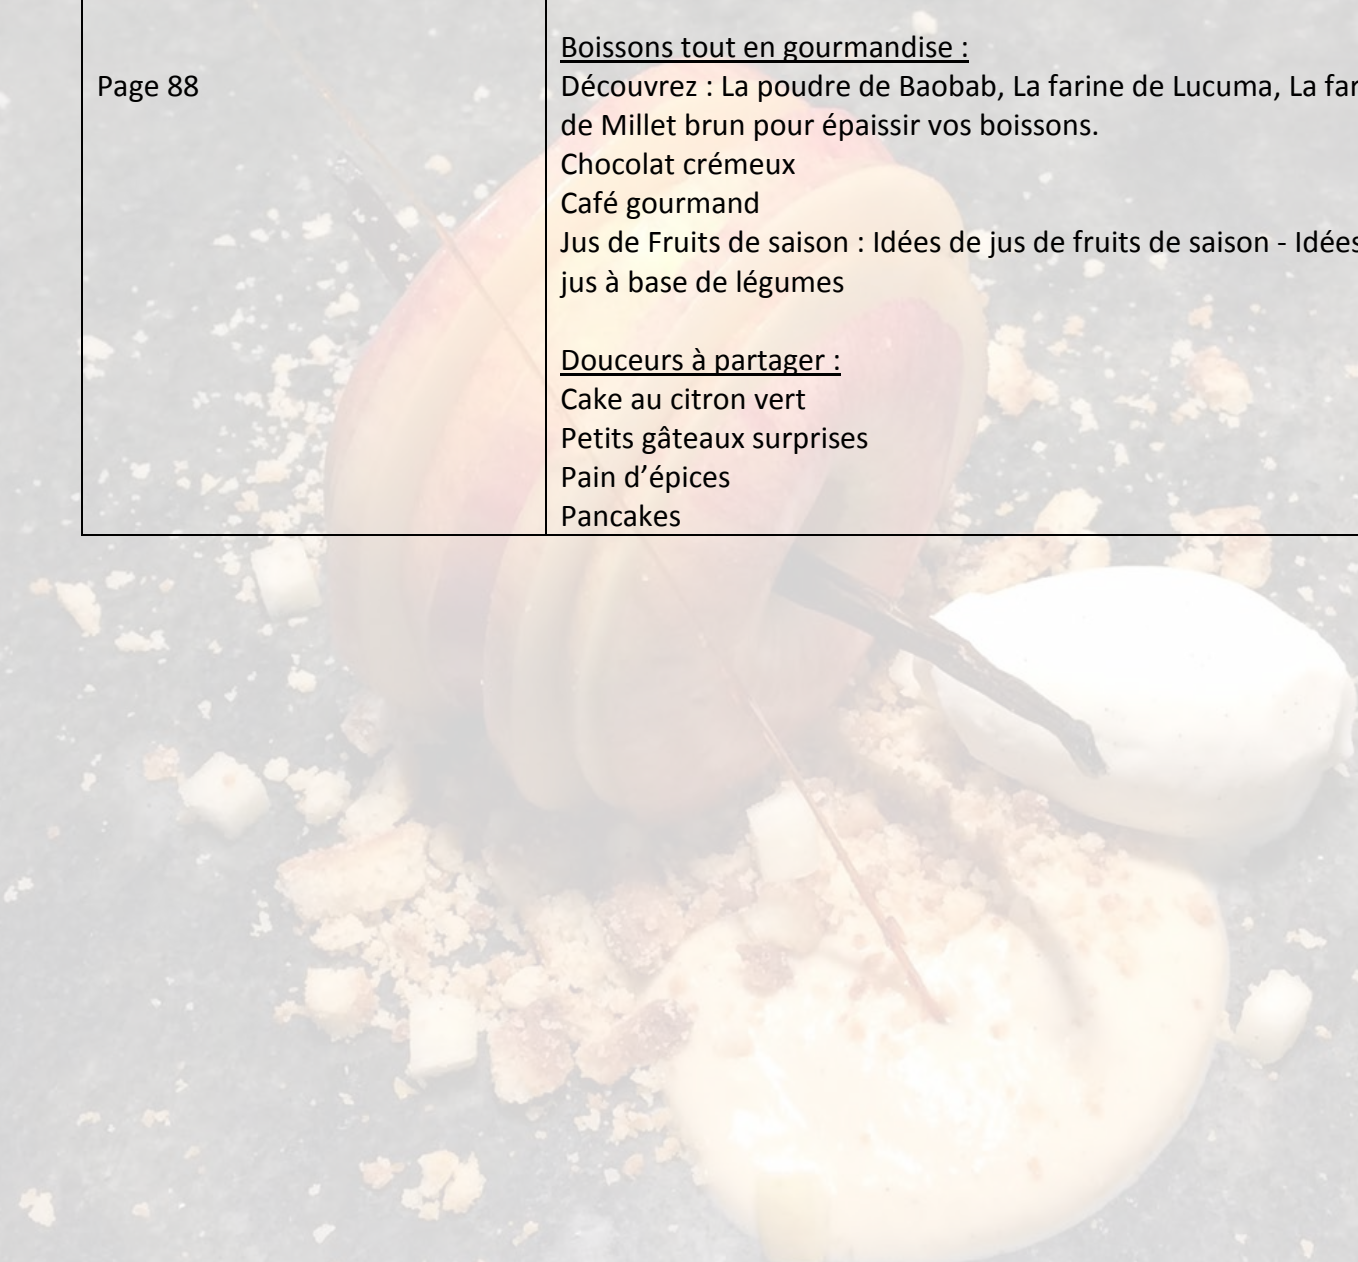 Boissons tout en gourmandise :
Page 88
Découvrez : La poudre de Baobab, La farine de Lucuma, La
de Millet brun pour épaissir vos boissons.
Chocolat crémeux
Café gourmand
Jus de Fruits de saison : Idées de jus de fruits de saison - Idées
jus à base de légumes
Douceurs à partager :
Cake au citron vert
Petits gâteaux surprises
Pain d’épices
Pancakes